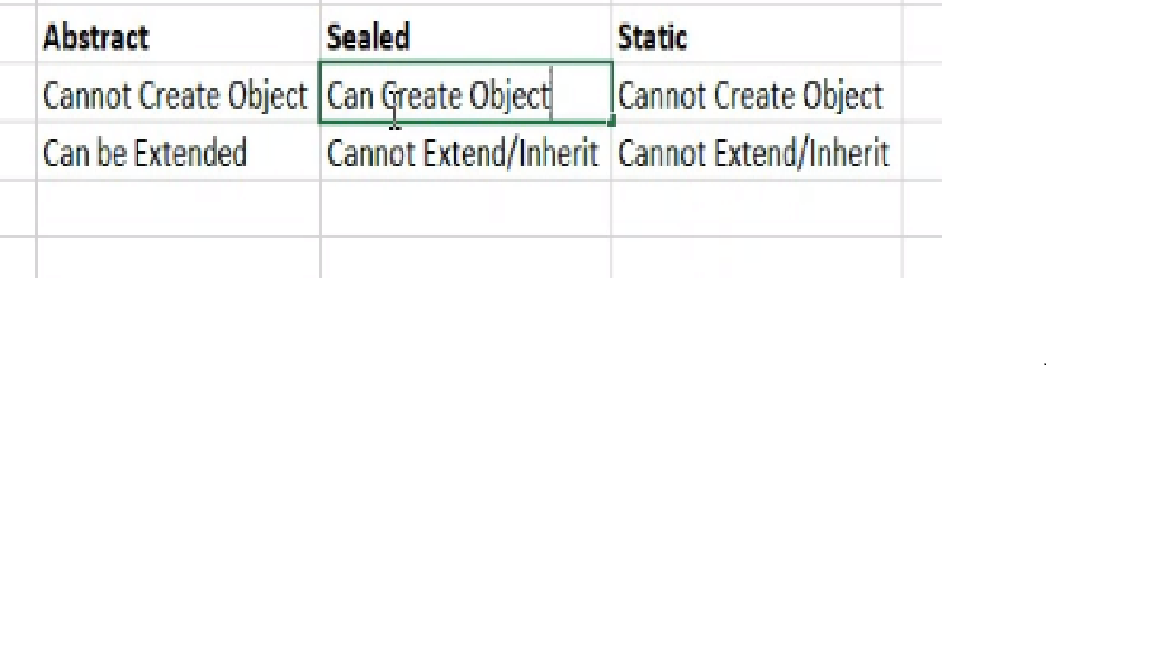 Abstract Sealed Static
Cannot Create Object Can Create Object Cannot Create Object
Can be Extended Cannot Extend/Inherit Cannot Extend/Inherit